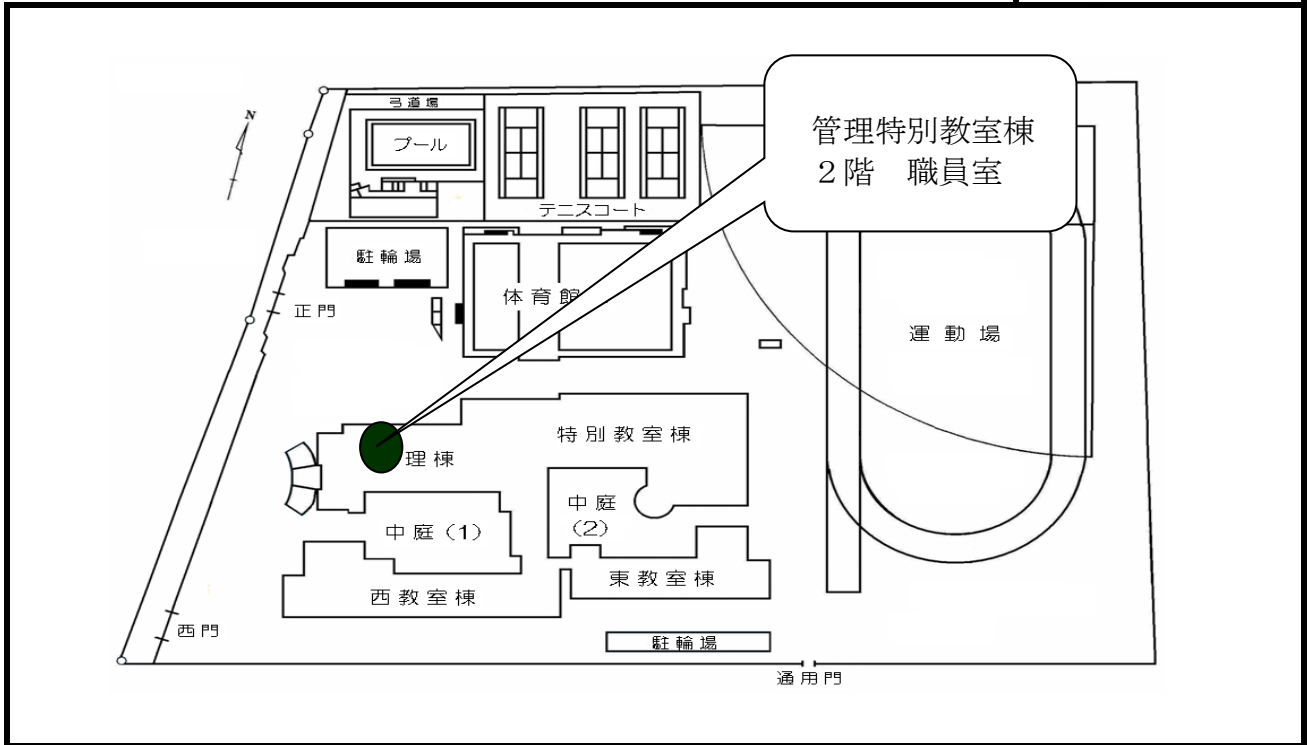 N
弓道場
プール
テニスコート
管理特別教室棟
２階　職員室
駐輪場
体育館
正門
運動場
特別教室棟
理棟
中庭(1)
中庭
(2)
東教室棟
西教室棟
西門
駐輪場
通用門